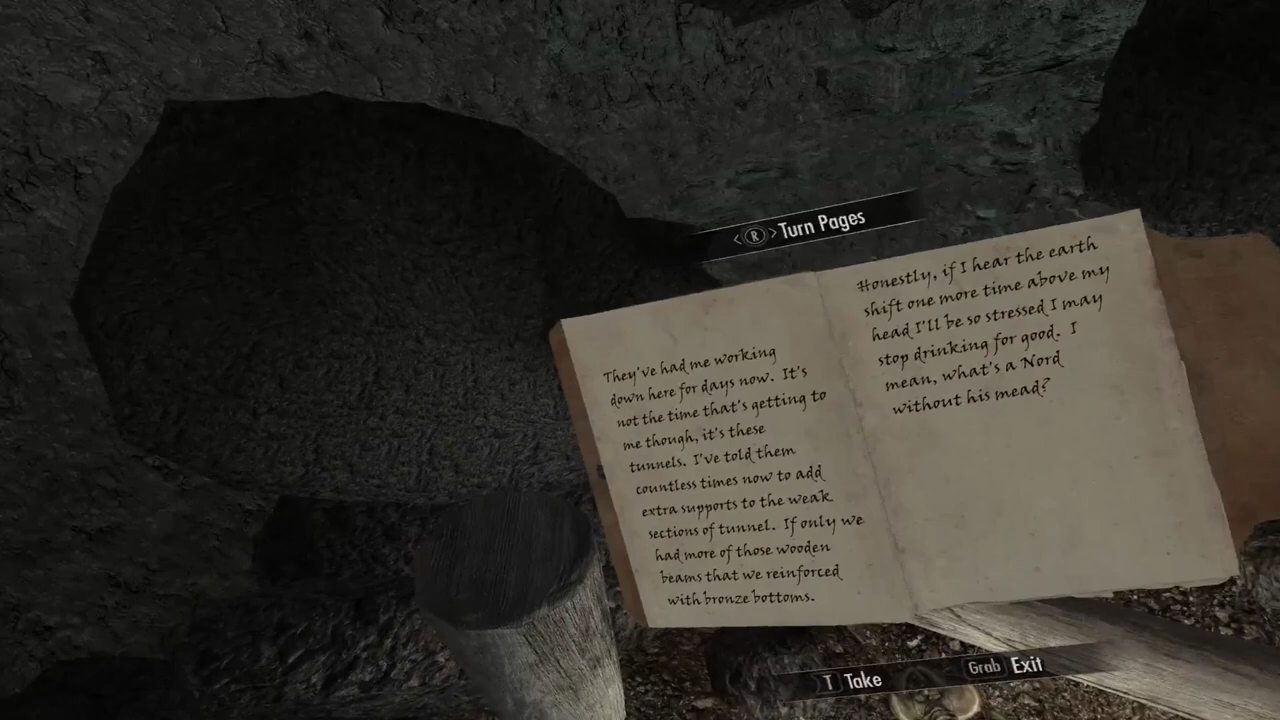 <R> Turn Pages
They've had me working
down here for days now. It's
not the time that's getting to
me though, it's these
tunnels. I've told them
countless times now to add
extra supports to the weak
sections of tunnel. If only we
had more of those wooden
beams that we reinforced
with bronze bottoms.
Honestly, if I hear the earth
shift one more time above my
head I'll be so stressed I may
stop drinking for good. I
mean, what's a Nord
without his mead?
T Take Grab Exit